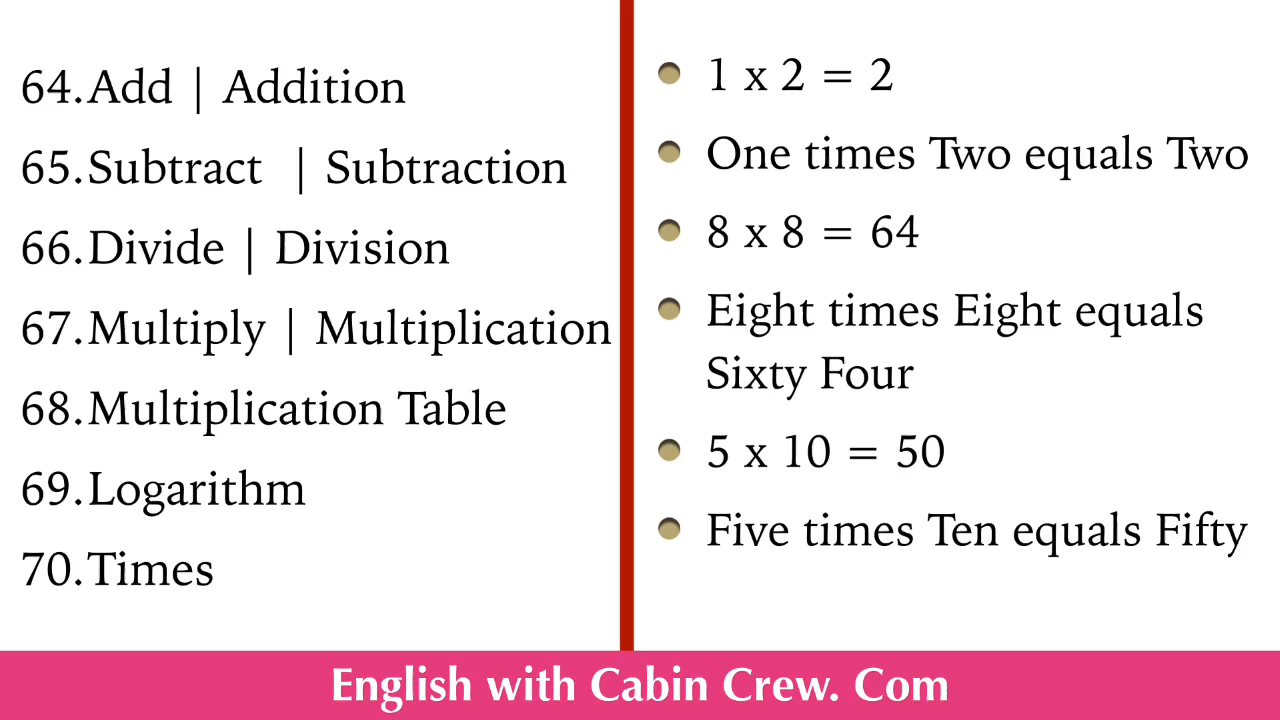 64.Add | Addition
65.Subtract | Subtraction
66.Divide | Division
67.Multiply | Multiplication
68.Multiplication Table
69.Logarithm
70.Times
1 x 2 = 2
One times Two equals Two
8 x 8 = 64
Eight times Eight equals
Sixty Four
5 x 10 = 50
Five times Ten equals Fifty
English with Cabin Crew. Com